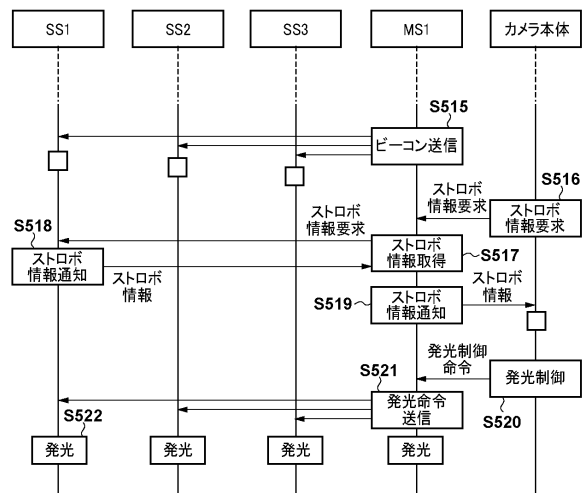 SS1
SS2
SS3
MS1
カメラ本体
S515
ビーコン送信
S516
ストロボ
情報要求
ストロボ
情報要求
S518
ストロボ
情報要求
ストロボ
情報取得
S517
ストロボ
情報通知
ストロボ
情報
S519
ストロボ
情報通知
ストロボ
情報
発光制御
命令
発光制御
S520
S521
発光命令
送信
S522
発光
発光
発光
発光